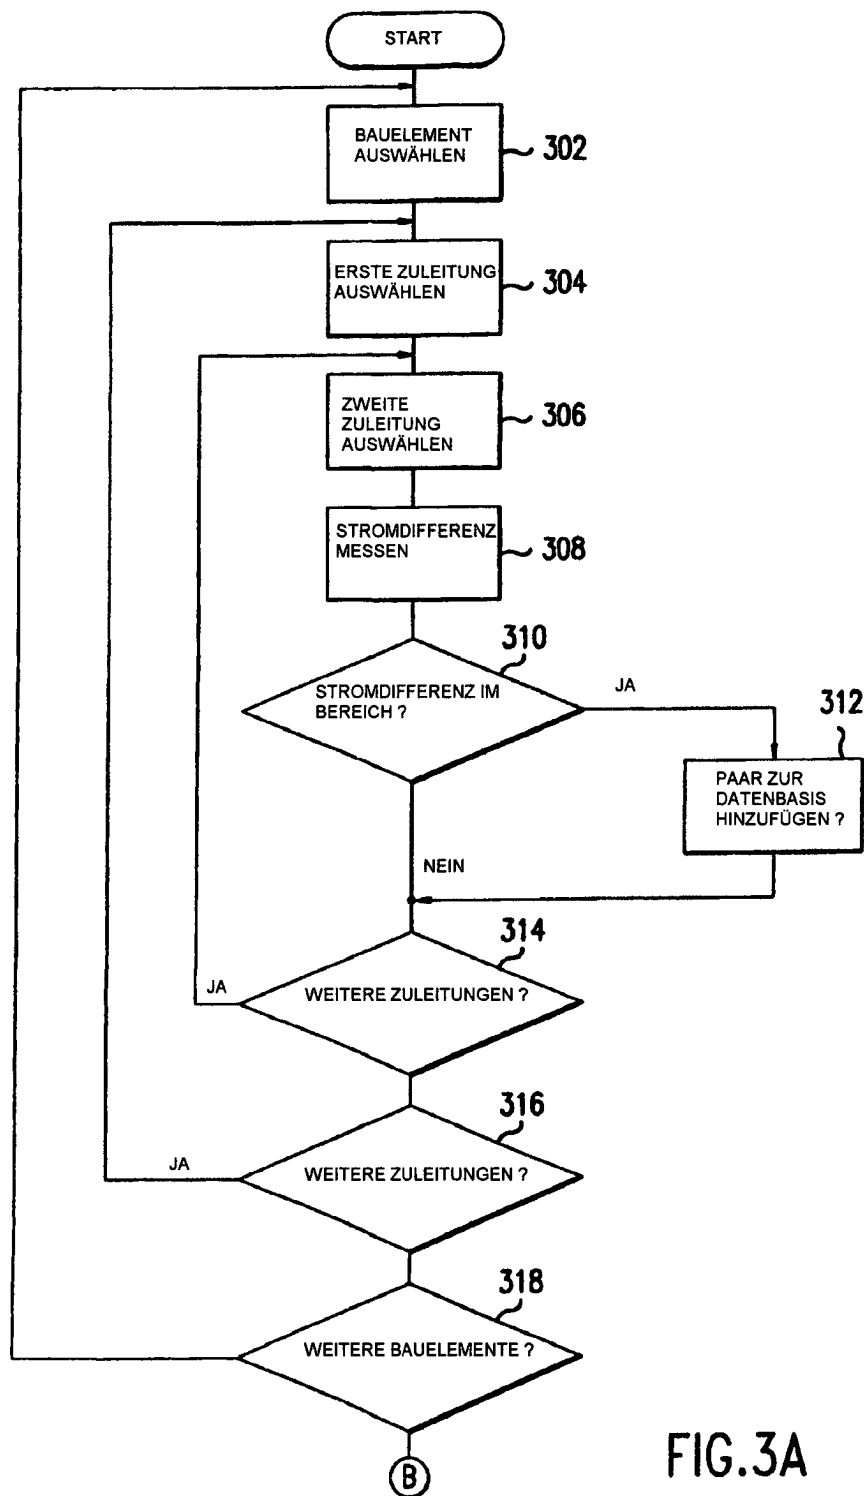 START
BAUELEMENT
AUSWÄHLEN
302
ERSTE ZULEITUNG
AUSWÄHLEN
304
ZWEITE
ZULEITUNG
AUSWÄHLEN
306
STROMDIFFERENZ
MESSEN
308
310
STROMDIFFERENZ IM
BEREICH ?
JA
312
PAAR ZUR
DATENBASIS
HINZUFÜGEN ?
NEIN
314
WEITERE ZULEITUNGEN ?
JA
316
WEITERE ZULEITUNGEN ?
JA
318
WEITERE BAUELEMENTE ?
B
FIG.3A